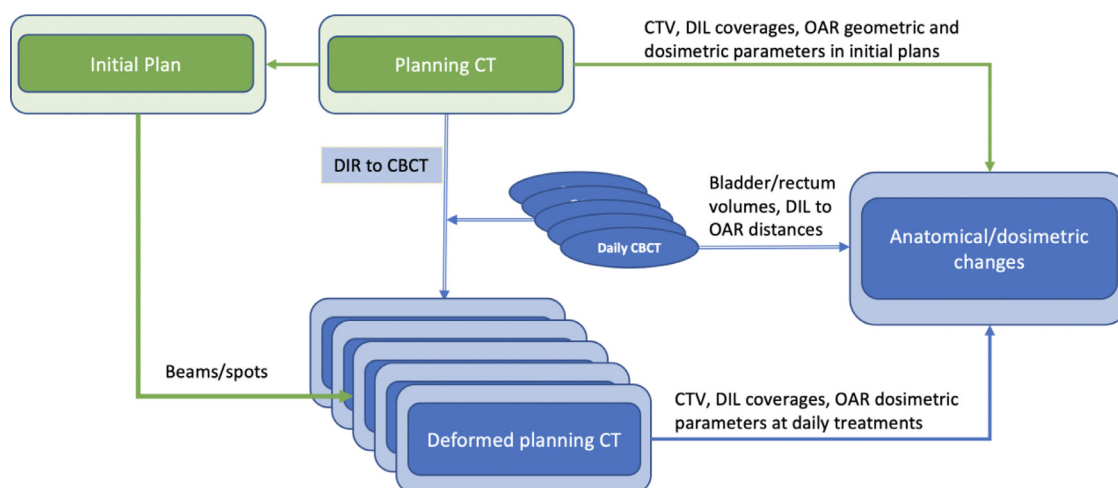 CTV, DIL coverages, OAR geometric and
dosimetric parameters in initial plans
Initial Plan
Planning CT
DIR to CBCT
Bladder/rectum
volumes, DIL to
OAR distances
Daily CBCT
Anatomical/dosimetric
changes
Beams/spots
CTV, DIL coverages, OAR dosimetric
parameters at daily treatments
Deformed planning CT